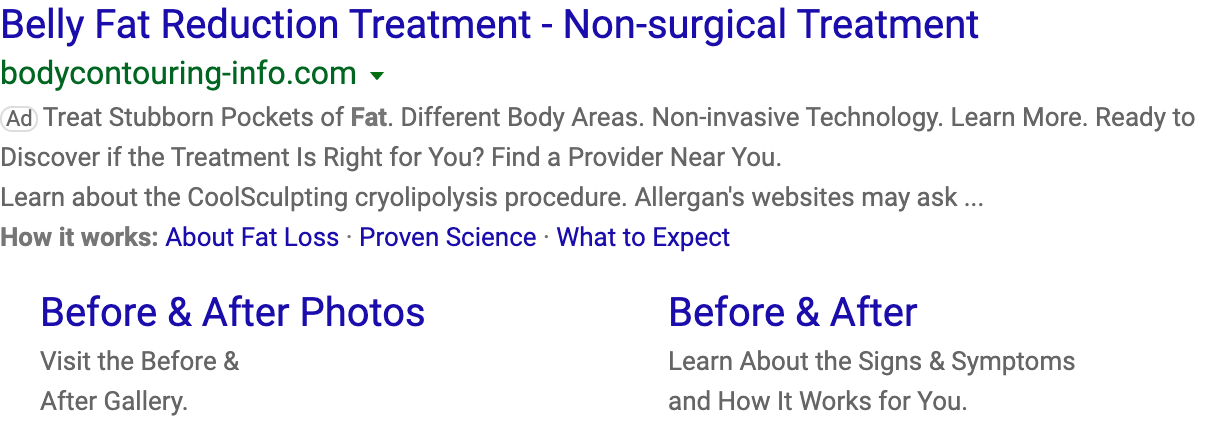 Belly Fat Reduction Treatment - Non-surgical Treatment
bodycontouring-info.com
Ad Treat Stubborn Pockets of Fat. Different Body Areas. Non-invasive Technology. Learn More. Ready to
Discover if the Treatment Is Right for You? Find a Provider Near You.
Learn about the CoolSculpting cryolipolysis procedure. Allergan's websites may ask ...
How it works: About Fat Loss · Proven Science · What to Expect
Before & After Photos
Visit the Before &
After Gallery.
Before & After
Learn About the Signs & Symptoms
and How It Works for You.